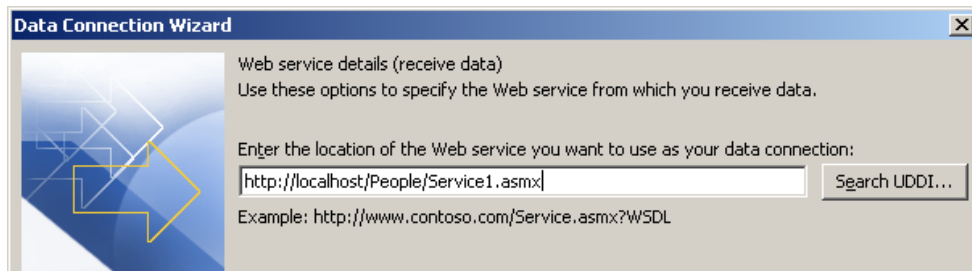 Data Connection Wizard
Web service details (receive data)
Use these options to specify the Web service from which you receive data.
Enter the location of the Web service you want to use as your data connection:
http://localhost/People/Service1.asmx
Search UDDI...
Example: http://www.contoso.com/Service.asmx?WSDL